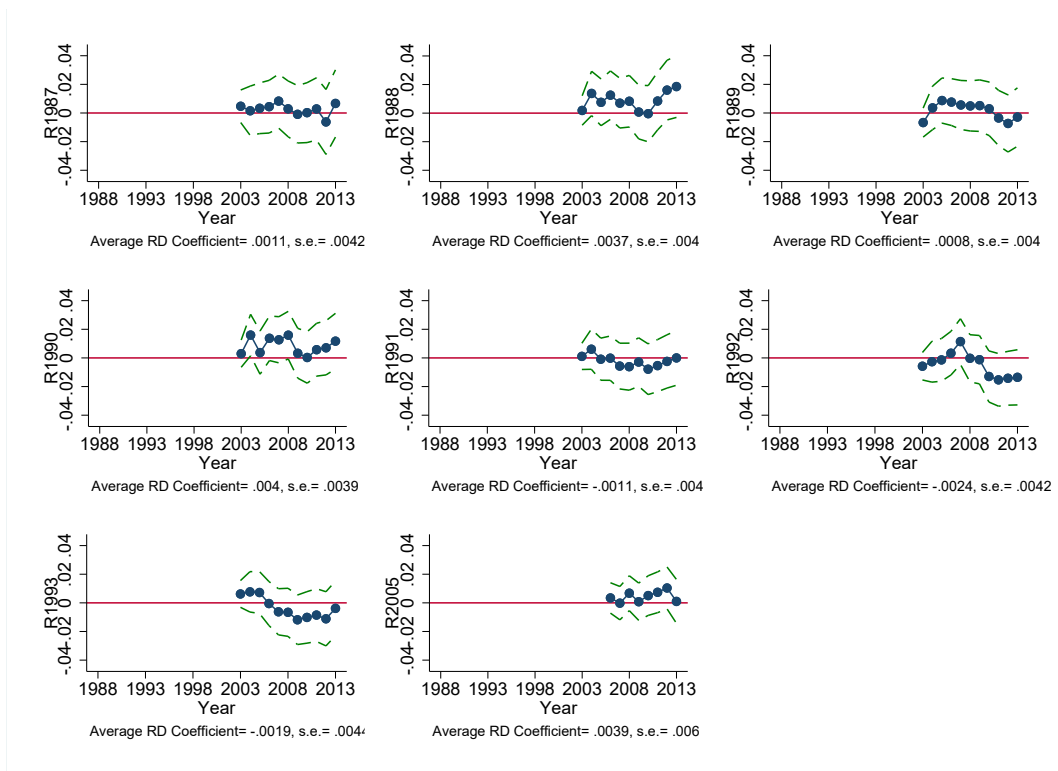 R1987
.04
.02
0
-.02
-.04
1988 1993 1998 2003 2008 2013
Year
Average RD Coefficient= .0011, s.e.= .0042
R1988
.04
.02
0
-.02
-.04
1988 1993 1998 2003 2008 2013
Year
Average RD Coefficient= .0037, s.e.= .004
R1989
.04
.02
0
-.02
-.04
1988 1993 1998 2003 2008 2013
Year
Average RD Coefficient= .0008, s.e.= .004
R1990
.04
.02
0
-.02
-.04
1988 1993 1998 2003 2008 2013
Year
Average RD Coefficient= .004, s.e.= .0039
R1991
.04
.02
0
-.02
-.04
1988 1993 1998 2003 2008 2013
Year
Average RD Coefficient= -.0011, s.e.= .004
R1992
.04
.02
0
-.02
-.04
1988 1993 1998 2003 2008 2013
Year
Average RD Coefficient= -.0024, s.e.= .0042
R1993
.04
.02
0
-.02
-.04
1988 1993 1998 2003 2008 2013
Year
Average RD Coefficient= -.0019, s.e.= .0044
R2005
.04
.02
0
-.02
-.04
1988 1993 1998 2003 2008 2013
Year
Average RD Coefficient= .0039, s.e.= .006